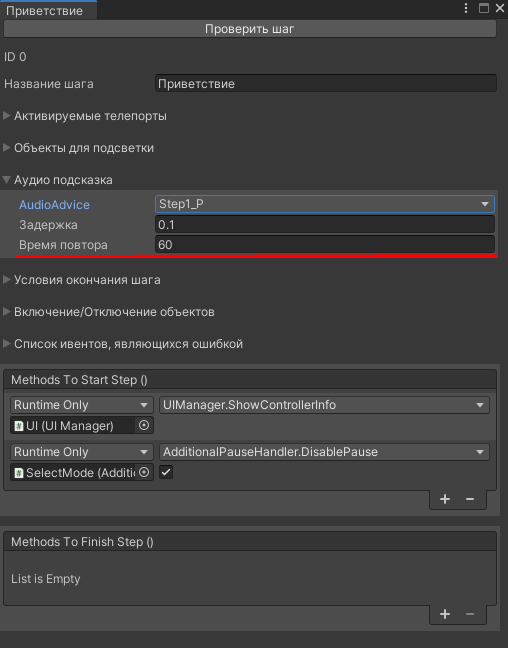 Приветствие
Проверить шаг
ID 0
Название шага Приветствие
Активируемые телепорты
Объекты для подсветки
Аудио подсказка
AudioAdvice Step1_P
Задержка 0.1
Время повтора 60
Условия окончания шага
Включение/Отключение объектов
Список ивентов, являющихся ошибкой
Methods To Start Step ()
Runtime Only UIManager.ShowControllerInfo
UI (UI Manager)
Runtime Only AdditionalPauseHandler.DisablePause
SelectMode (Additio
Methods To Finish Step ()
List is Empty